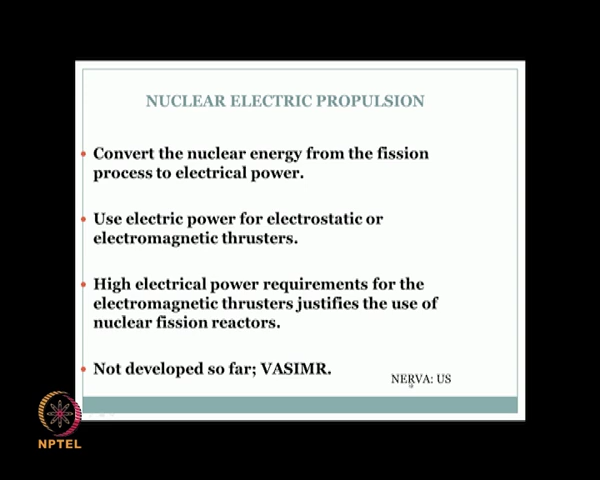 NUCLEAR ELECTRIC PROPULSION
• Convert the nuclear energy from the fission
process to electrical power.
• Use electric power for electrostatic or
electromagnetic thrusters.
• High electrical power requirements for the
electromagnetic thrusters justifies the use of
nuclear fission reactors.
• Not developed so far; VASIMR.
NERVA: US
NPTEL